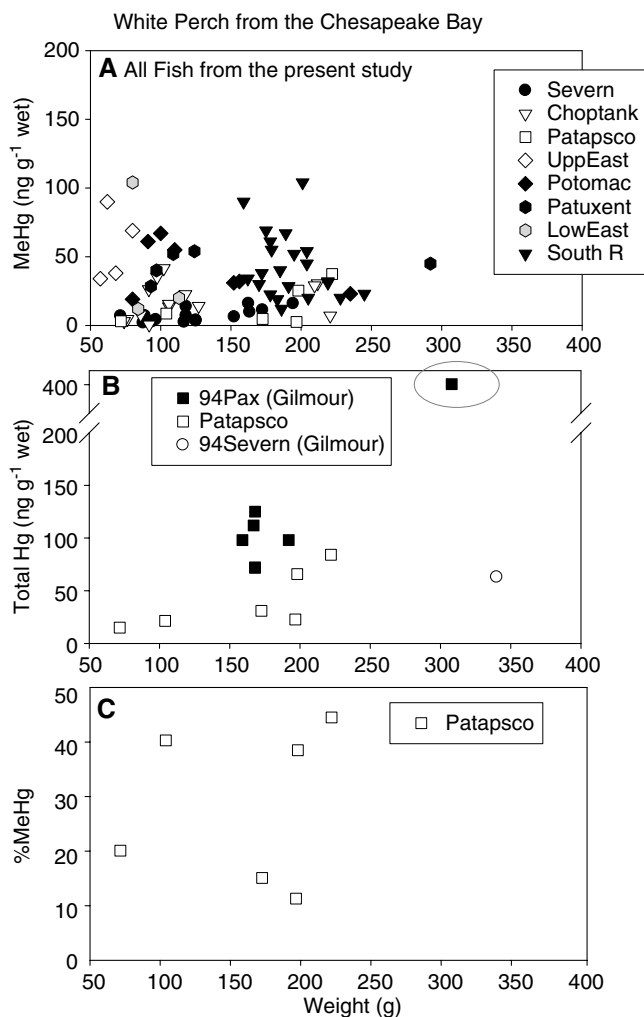 White Perch from the Chesapeake Bay
A All Fish from the present study
MeHg (ng g-1 wet)
200
150
100
50
0
50 100 150 200 250 300 350 400
Severn
Choptank
Patapsco
UppEast
Potomac
Patuxent
LowEast
South R
B
Total Hg (ng g-1 wet)
400
200
150
100
50
0
94Pax (Gilmour)
Patapsco
94Severn (Gilmour)
50 100 150 200 250 300 350 400
C
%MeHg
50
40
30
20
10
0
Patapsco
50 100 150 200 250 300 350 400
Weight (g)